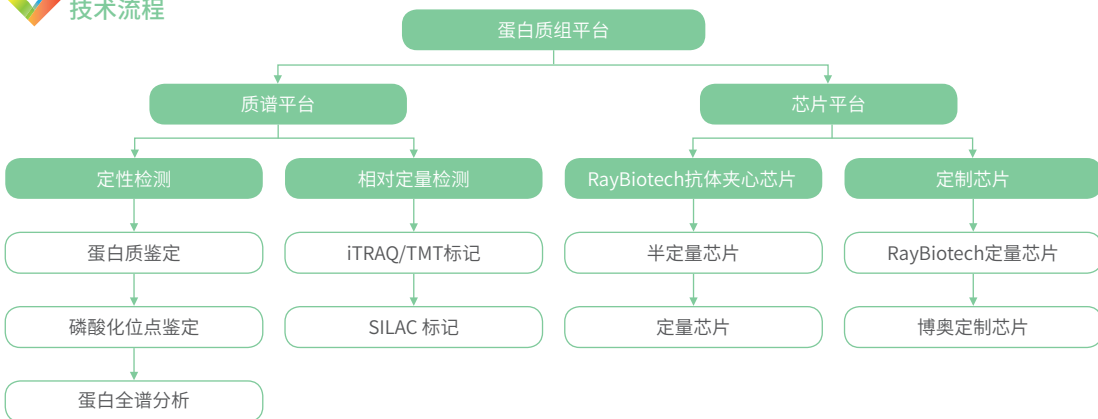 技术流程
蛋白质组平台
质谱平台
芯片平台
定性检测
相对定量检测
RayBiotech抗体夹心芯片
定制芯片
蛋白质鉴定
iTRAQ/TMT标记
半定量芯片
RayBiotech定量芯片
磷酸化位点鉴定
SILAC 标记
定量芯片
博奥定制芯片
蛋白全谱分析